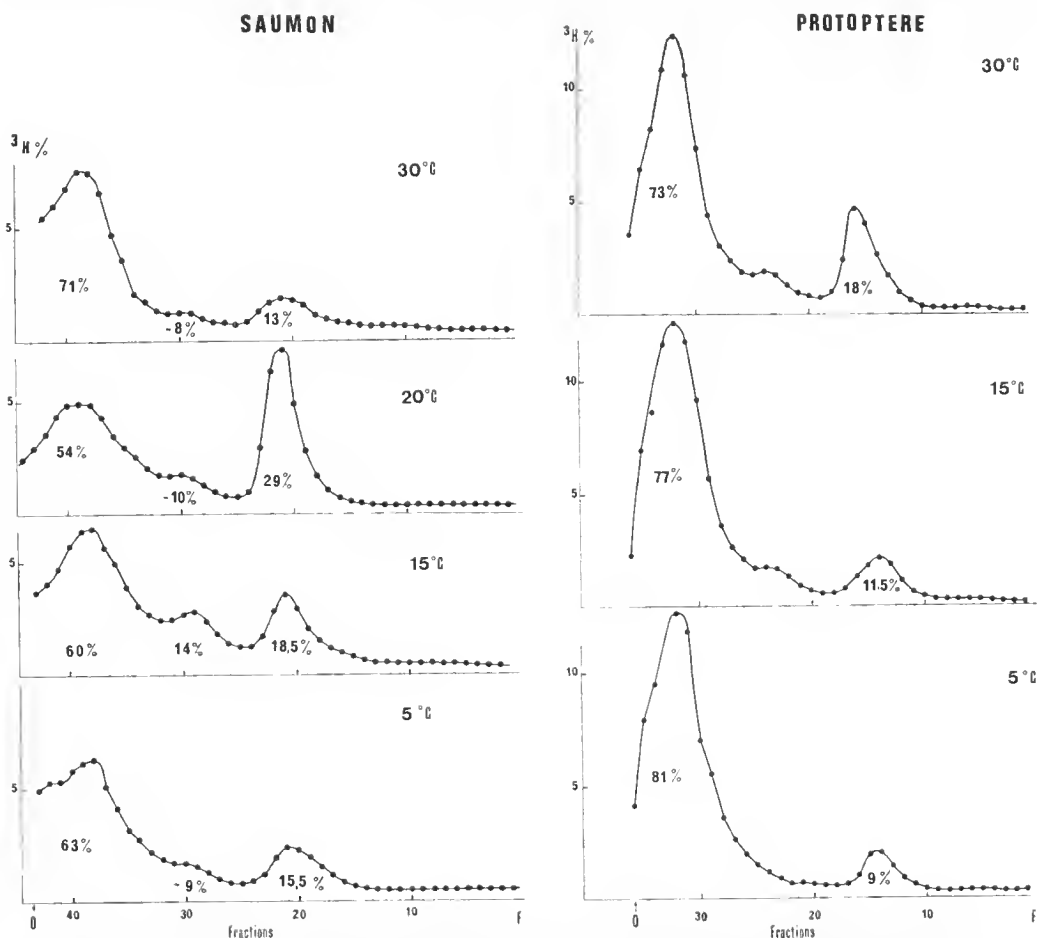 SAUMON
³H%
30°C
5
71%
-8%
13%
20°C
5
54%
-10%
29%
15°C
5
60%
14%
18,5%
5°C
5
63%
-9%
15,5%
0 40 30 20 10 F
Fractions
PROTOPTERE
³H%
30°C
10
5
73%
18%
15°C
10
5
77%
11.5%
5°C
10
5
81%
9%
0 30 20 10 F
Fractions